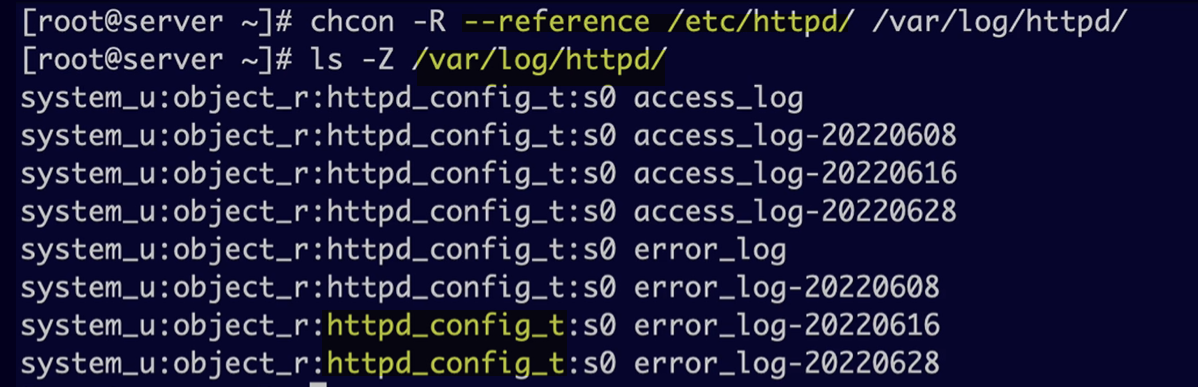 [root@server ~]# chcon -R --reference /etc/httpd/ /var/log/httpd/
[root@server ~]# ls -Z /var/log/httpd/
system_u:object_r:httpd_config_t:s0 access_log
system_u:object_r:httpd_config_t:s0 access_log-20220608
system_u:object_r:httpd_config_t:s0 access_log-20220616
system_u:object_r:httpd_config_t:s0 access_log-20220628
system_u:object_r:httpd_config_t:s0 error_log
system_u:object_r:httpd_config_t:s0 error_log-20220608
system_u:object_r:httpd_config_t:s0 error_log-20220616
system_u:object_r:httpd_config_t:s0 error_log-20220628